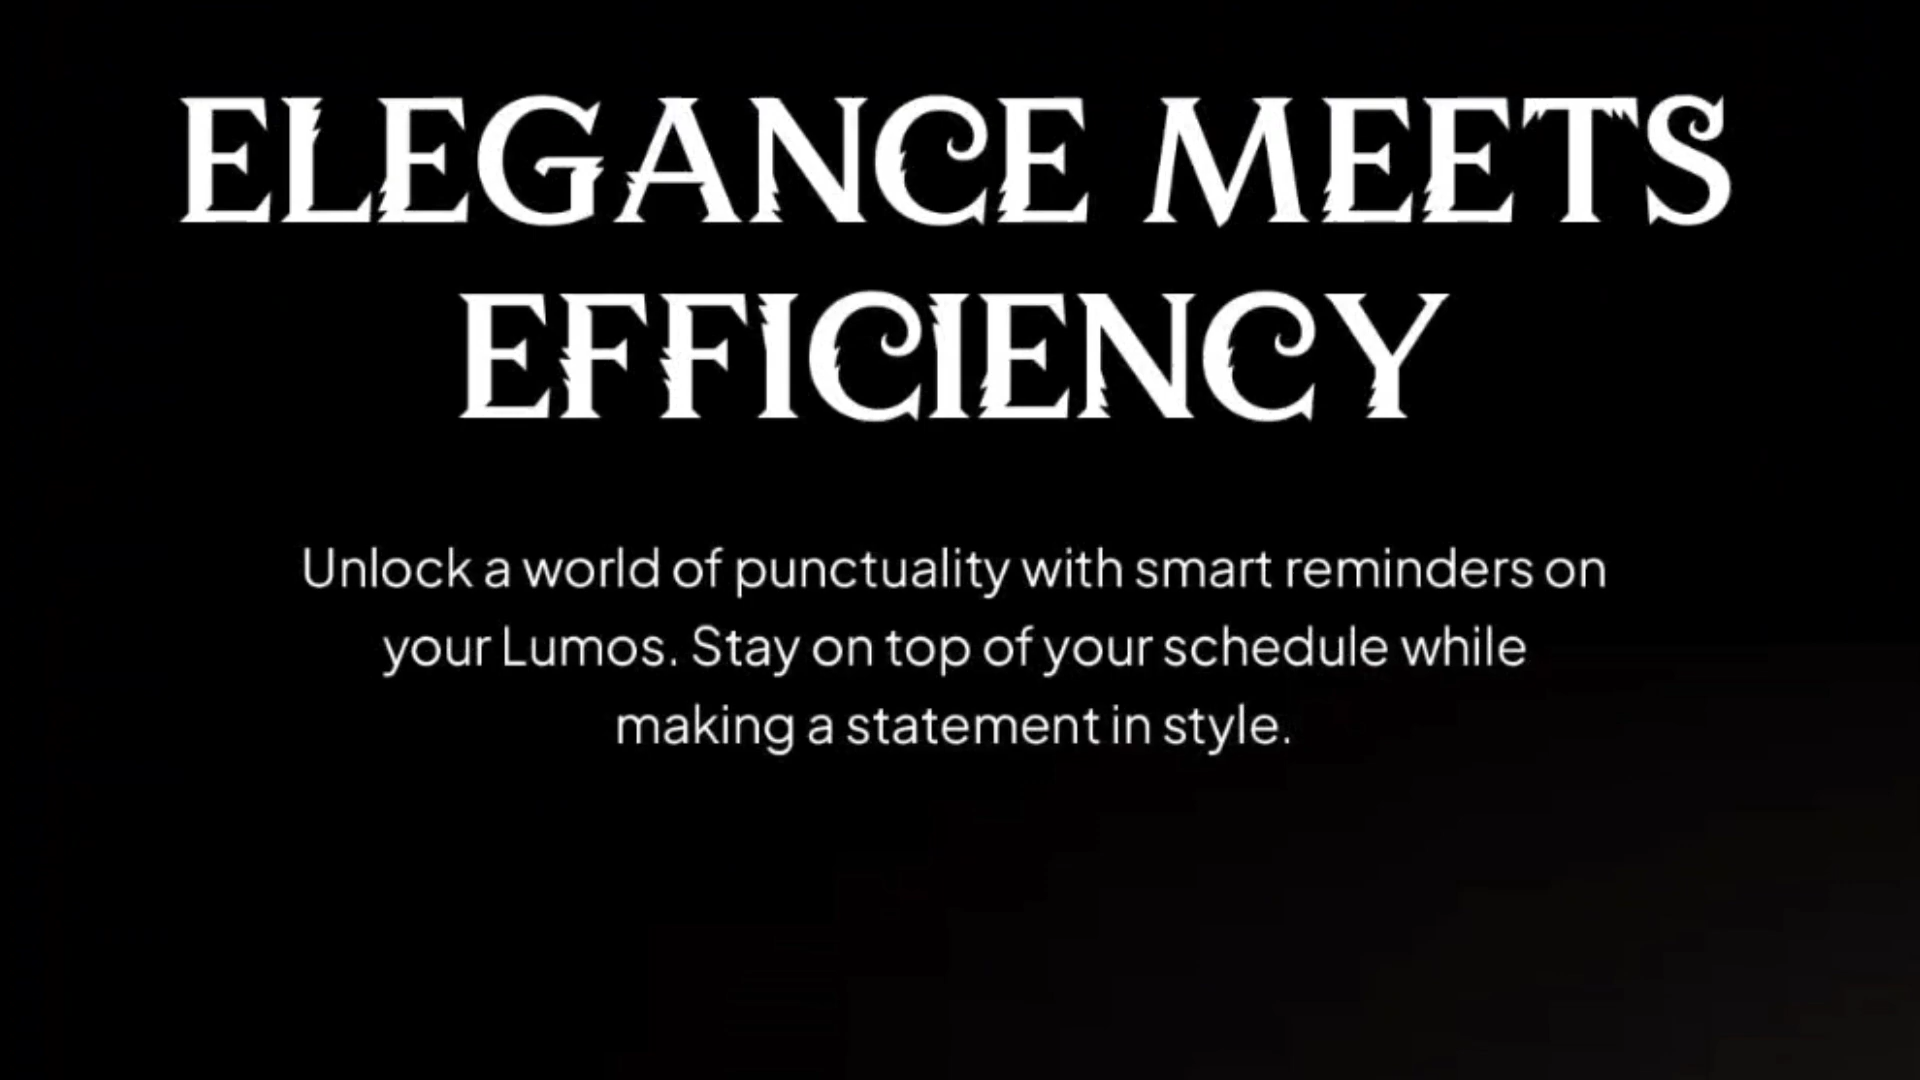 ELEGANCE MEETS
EFFICIENCY
Unlock a world of punctuality with smart reminders on
your Lumos. Stay on top of your schedule while
making a statement in style.